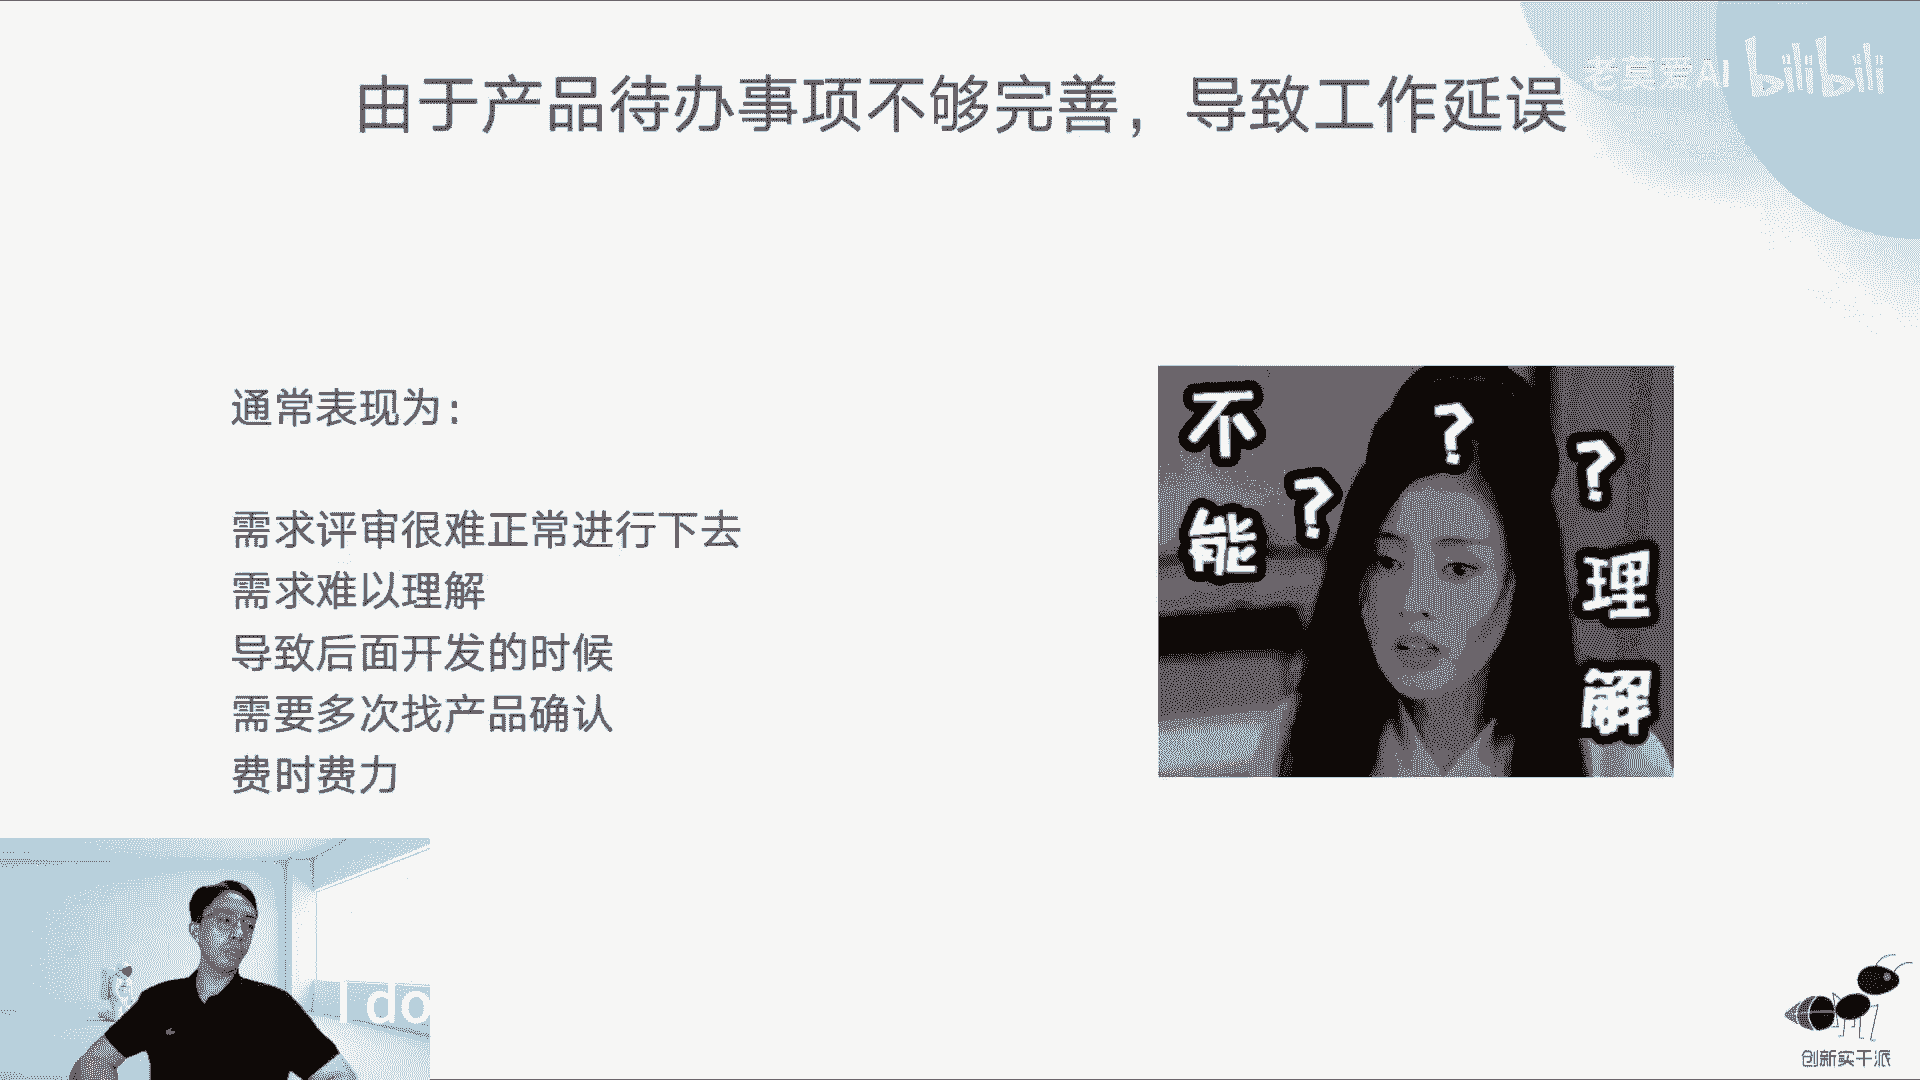 老莫爱AI bilibili
由于产品待办事项不够完善，导致工作延误
通常表现为：
需求评审很难正常进行下去
需求难以理解
导致后面开发的时候
需要多次找产品确认
费时费力
不能
? ? ?
理解
I do
创新实干派